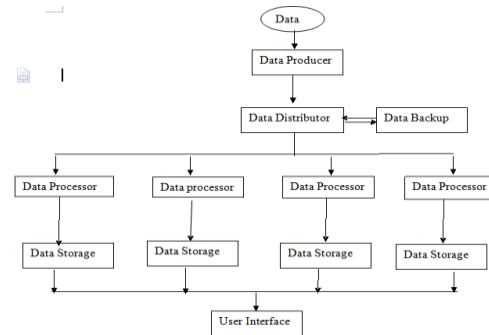 Data
Data Producer
Data Distributor
Data Backup
Data Processor
Data processor
Data Processor
Data Processor
Data Storage
Data Storage
Data Storage
Data Storage
User Interface